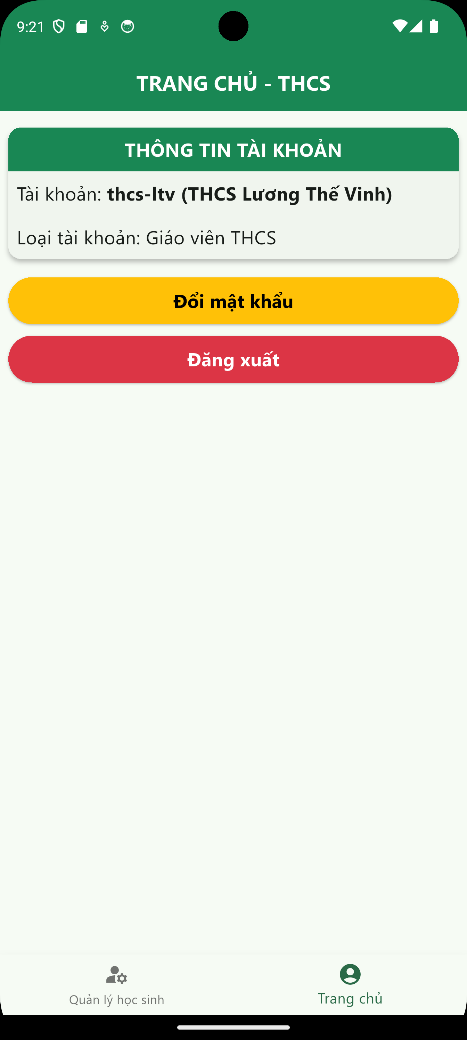 9:21
TRANG CHỦ - THCS
THÔNG TIN TÀI KHOẢN
Tài khoản: thcs-ltv (THCS Lương Thế Vinh)
Loại tài khoản: Giáo viên THCS
Đổi mật khẩu
Đăng xuất
Quản lý học sinh
Trang chủ